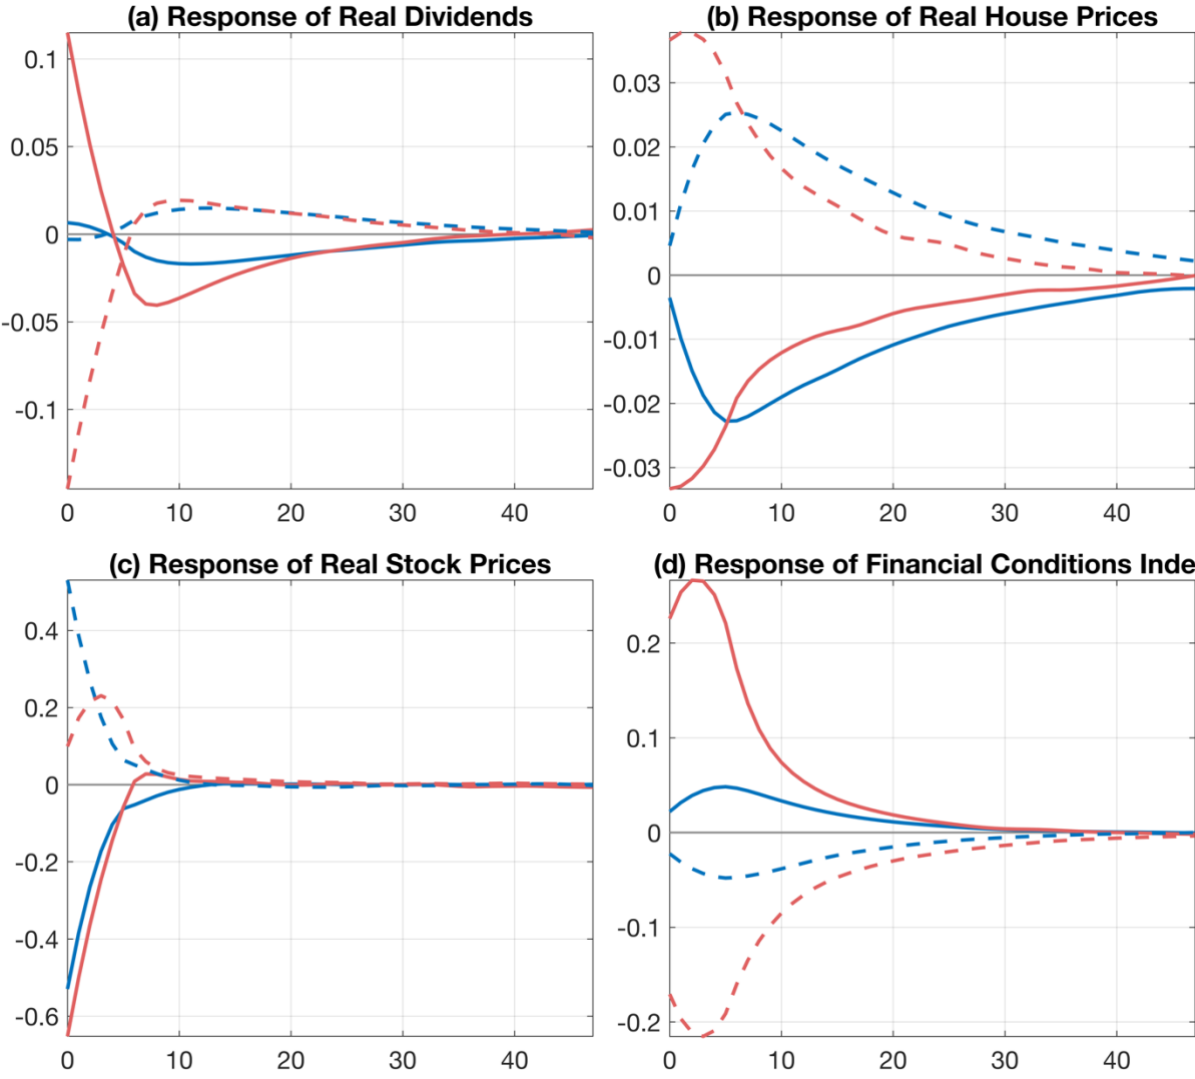 (a) Response of Real Dividends
0.1
0.05
0
-0.05
-0.1
0 10 20 30 40
(b) Response of Real House Prices
0.03
0.02
0.01
0
-0.01
-0.02
-0.03
0 10 20 30 40
(c) Response of Real Stock Prices
0.4
0.2
0
-0.2
-0.4
-0.6
0 10 20 30 40
(d) Response of Financial Conditions Inde
0.2
0.1
0
-0.1
-0.2
0 10 20 30 40